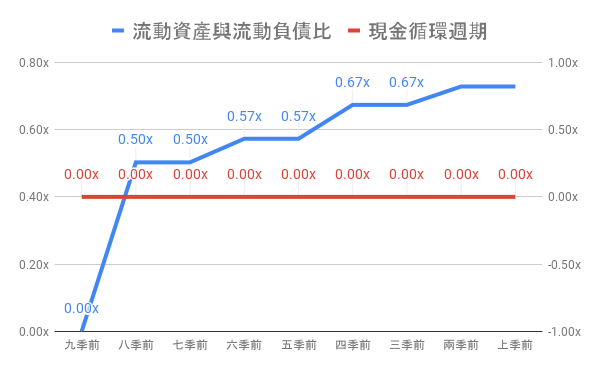 流動資產與流動負債比 現金循環週期
0.80x 1.00x
0.67x 0.67x
0.60x 0.57x 0.57x 0.50x
0.50x 0.50x
0.00x 0.00x 0.00x 0.00x 0.00x 0.00x 0.00x 0.00x 0.00x
0.40x 0.00x
0.20x -0.50x
0.00x
0.00x -1.00x
九季前 八季前 七季前 六季前 五季前 四季前 三季前 兩季前 上季前